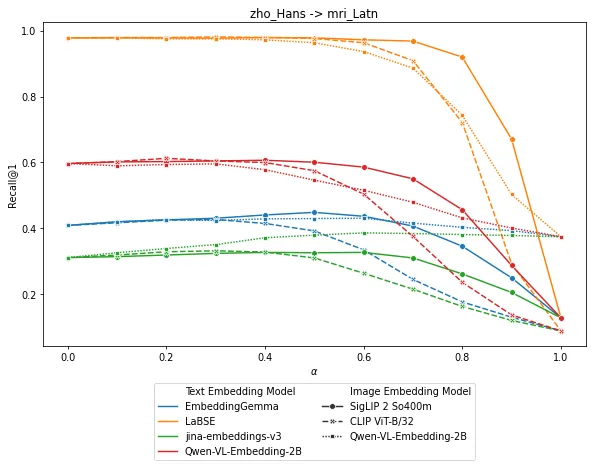 zho_Hans -> mri_Latn
Recall@1
1.0
0.8
0.6
0.4
0.2
0.0 0.2 0.4 0.6 0.8 1.0
α
Text Embedding Model Image Embedding Model
EmbeddingGemma SigLIP 2 So400m
LaBSE CLIP ViT-B/32
jina-embeddings-v3 Qwen-VL-Embedding-2B
Qwen-VL-Embedding-2B